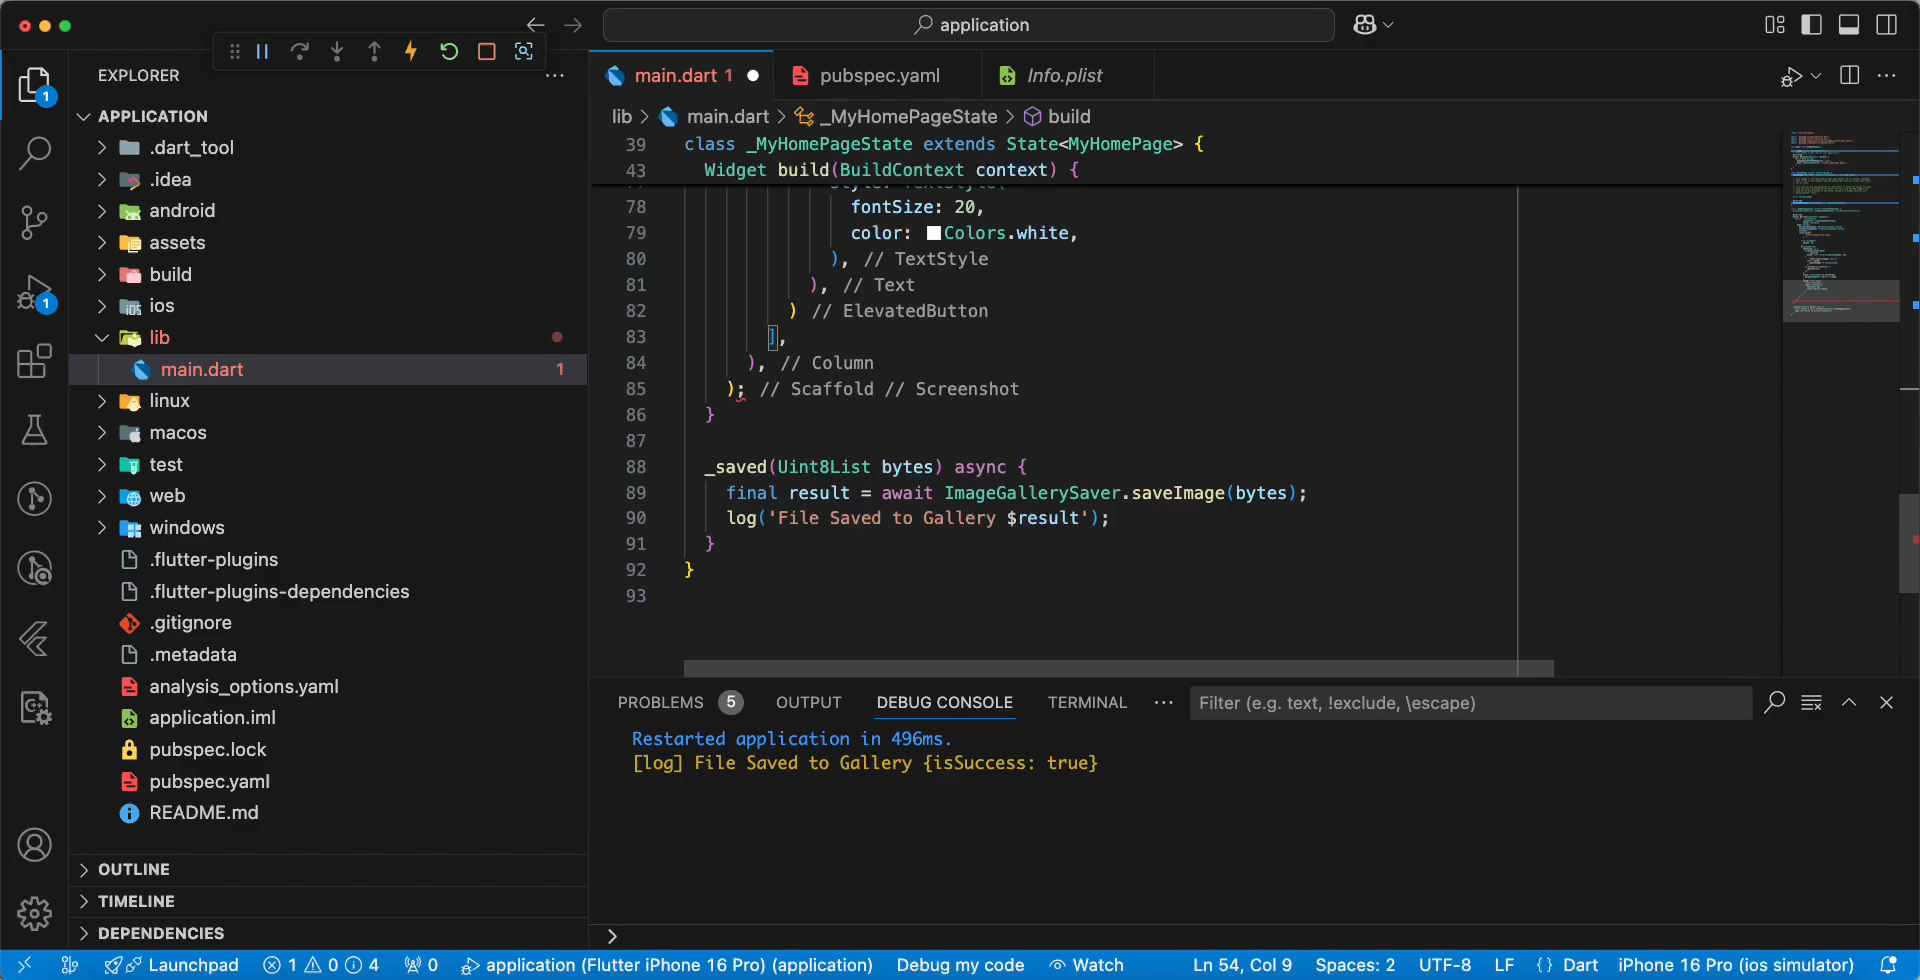 application
EXPLORER
main.dart 1
pubspec.yaml
Info.plist
lib > main.dart > _MyHomePageState > build
APPLICATION
.dart_tool
.idea
android
assets
build
ios
lib
main.dart 1
linux
macos
test
web
windows
.flutter-plugins
.flutter-plugins-dependencies
.gitignore
.metadata
analysis_options.yaml
application.iml
pubspec.lock
pubspec.yaml
README.md
OUTLINE
TIMELINE
DEPENDENCIES
1
1
39 class _MyHomePageState extends State<MyHomePage> {
43 Widget build(BuildContext context) {
77 style: TextStyle(
78 fontSize: 20,
79 color: Colors.white,
80 ), // TextStyle
81 ), // Text
82 ) // ElevatedButton
83 ],
84 ), // Column
85 ); // Scaffold // Screenshot
86 }
87
88 _saved(Uint8List bytes) async {
89 final result = await ImageGallerySaver.saveImage(bytes);
90 log('File Saved to Gallery $result');
91 }
92 }
93
PROBLEMS 5 OUTPUT DEBUG CONSOLE TERMINAL ··· Filter (e.g. text, !exclude, \escape)
Restarted application in 496ms.
[log] File Saved to Gallery {isSuccess: true}
>
Launchpad 1 0 4 0 application (Flutter iPhone 16 Pro) (application) Debug my code Watch Ln 54, Col 9 Spaces: 2 UTF-8 LF {} Dart iPhone 16 Pro (ios simulator)